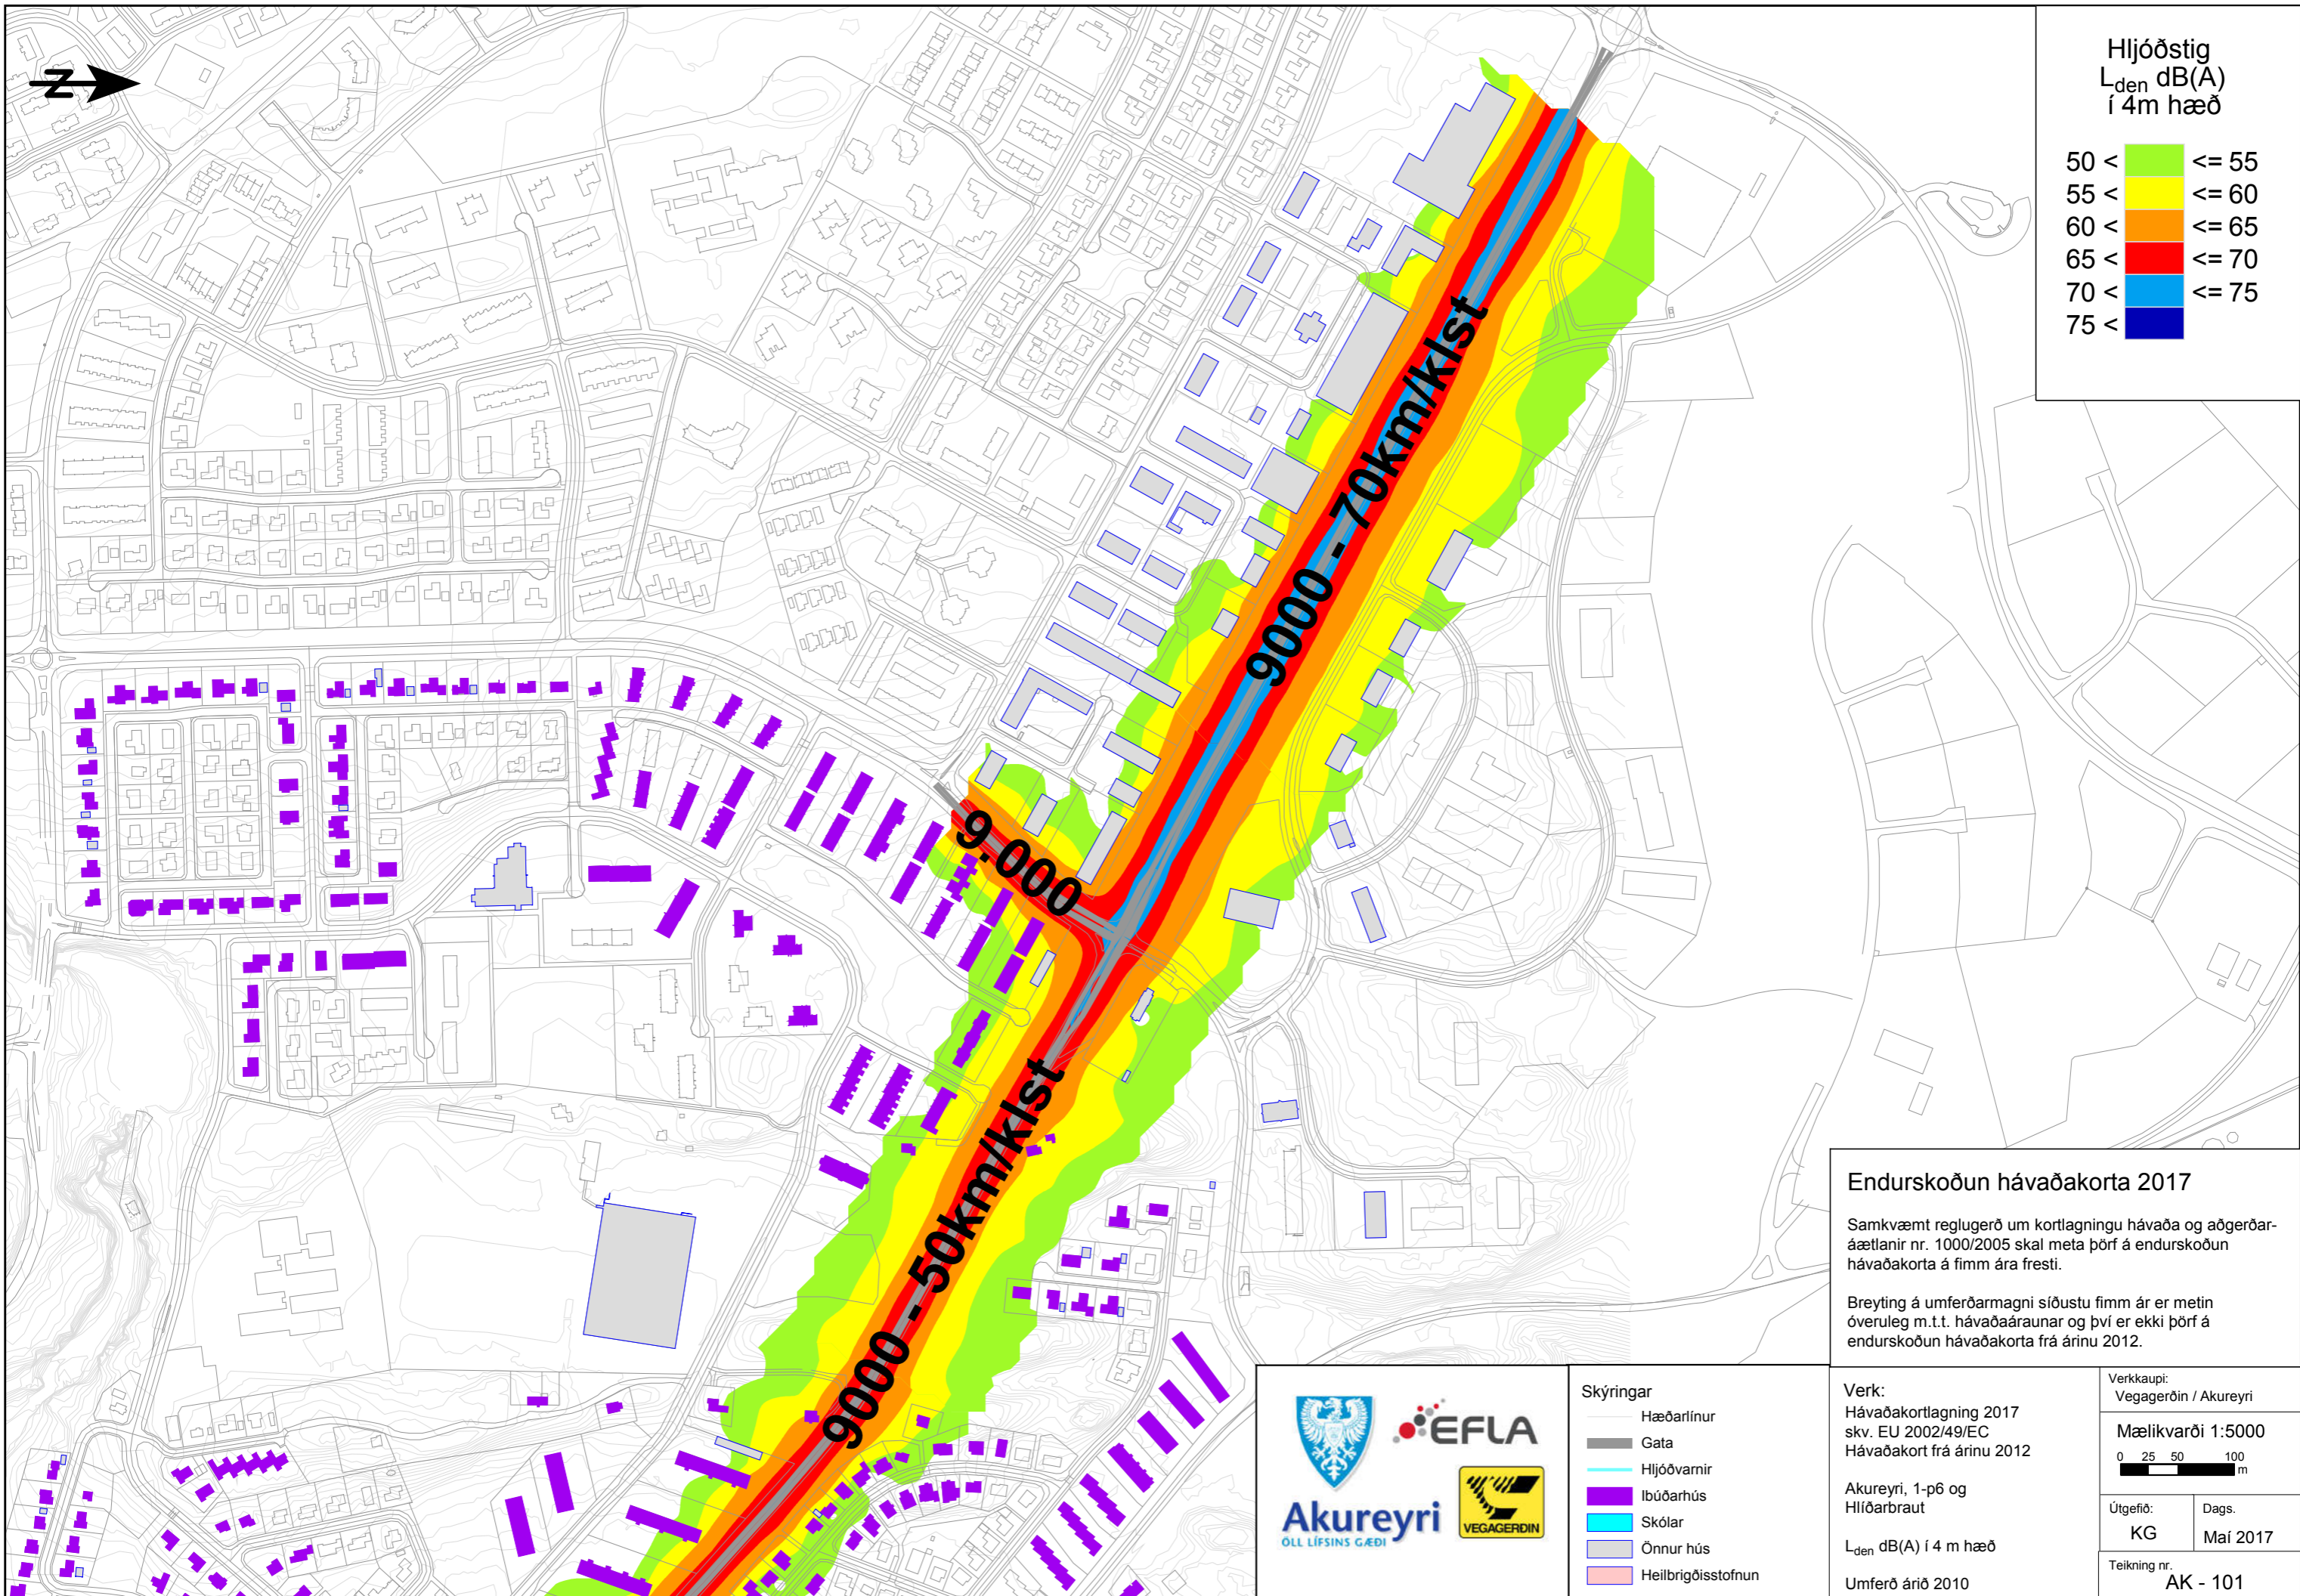 Z
Hljóðstig
Lden dB(A)
í 4m hæð
50 < <= 55
55 < <= 60
60 < <= 65
65 < <= 70
70 < <= 75
75 <
9000 - 70km/klst
9.000
9000 - 50km/klst
Endurskoðun hávaðakorta 2017
Samkvæmt reglugerð um kortlagningu hávaða og aðgerðar-
áætlanir nr. 1000/2005 skal meta þörf á endurskoðun
hávaðakorta á fimm ára fresti.
Breyting á umferðarmagni síðustu fimm ár er metin
óveruleg m.t.t. hávaðaáraunar og því er ekki þörf á
endurskoðun hávaðakorta frá árinu 2012.
Akureyri
ÖLL LÍFSINS GÆÐI
EFLA
VEGAGERÐIN
Skýringar
Hæðarlínur
Gata
Hljóðvarnir
Ibúðarhús
Skólar
Önnur hús
Heilbrigðisstofnun
Verk:
Hávaðakortlagning 2017
skv. EU 2002/49/EC
Hávaðakort frá árinu 2012
Akureyri, 1-p6 og
Hlíðarbraut
Lden dB(A) í 4 m hæð
Umferð árið 2010
Verkkaupi:
Vegagerðin / Akureyri
Mælikvarði 1:5000
0 25 50 100
m
Útgefið:
KG
Dags.
Maí 2017
Teikning nr.
AK - 101